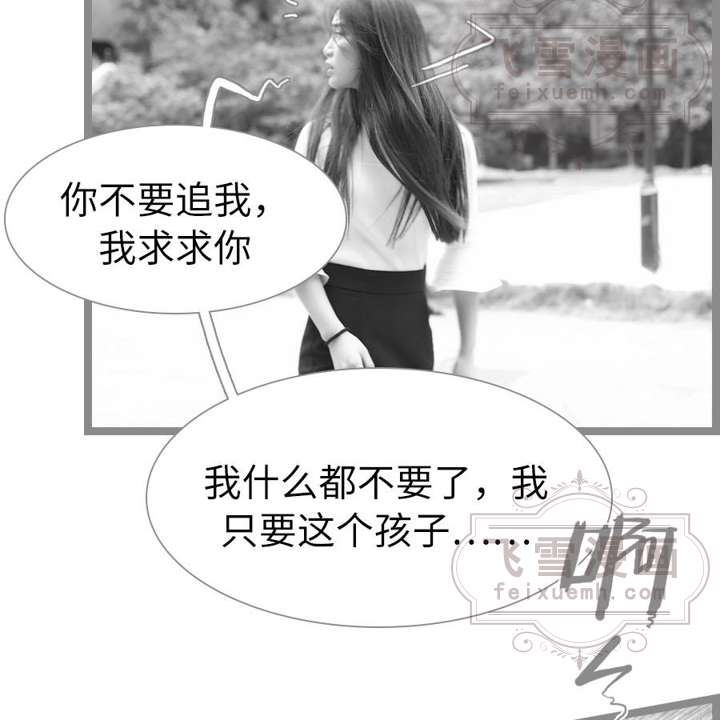 飞雪漫画
feixuemh.com
你不要追我，
我求求你
我什么都不要了，我
只要这个孩子……
啊
飞雪漫画
feixuemh.com